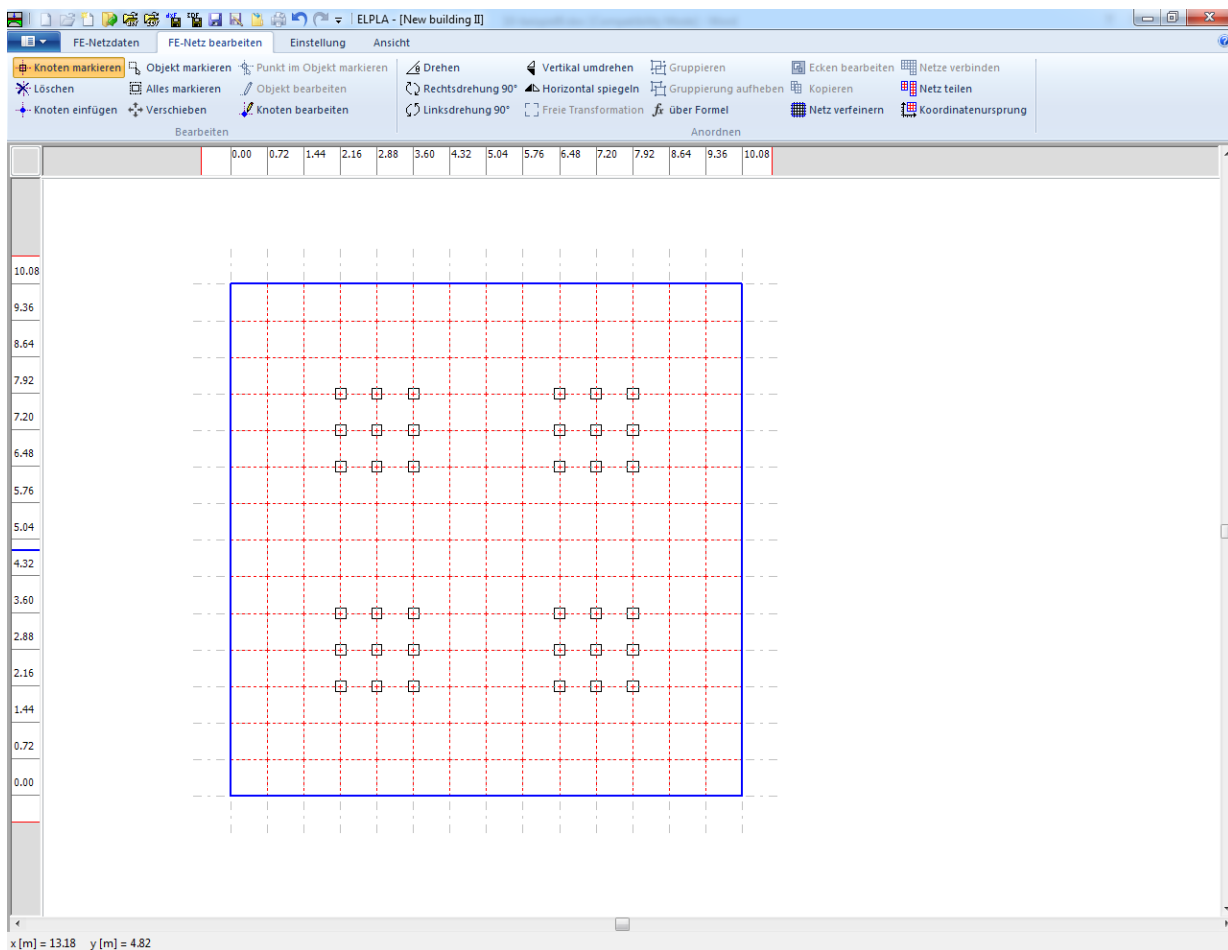 ELPLA - [New building II]
FE-Netzdaten FE-Netz bearbeiten Einstellung Ansicht
Knoten markieren Objekt markieren Punkt im Objekt markieren Drehen Vertikal umdrehen Gruppieren Ecken bearbeiten Netze verbinden
Löschen Alles markieren Objekt bearbeiten Rechtsdrehung 90° Horizontal spiegeln Gruppierung aufheben Kopieren Netz teilen
Knoten einfügen Verschieben Knoten bearbeiten Linksdrehung 90° Freie Transformation fx über Formel Netz verfeinern Koordinatenursprung
Bearbeiten Anordnen
0.00 0.72 1.44 2.16 2.88 3.60 4.32 5.04 5.76 6.48 7.20 7.92 8.64 9.36 10.08
10.08
9.36
8.64
7.92
7.20
6.48
5.76
5.04
4.32
3.60
2.88
2.16
1.44
0.72
0.00
x [m] = 13.18 y [m] = 4.82